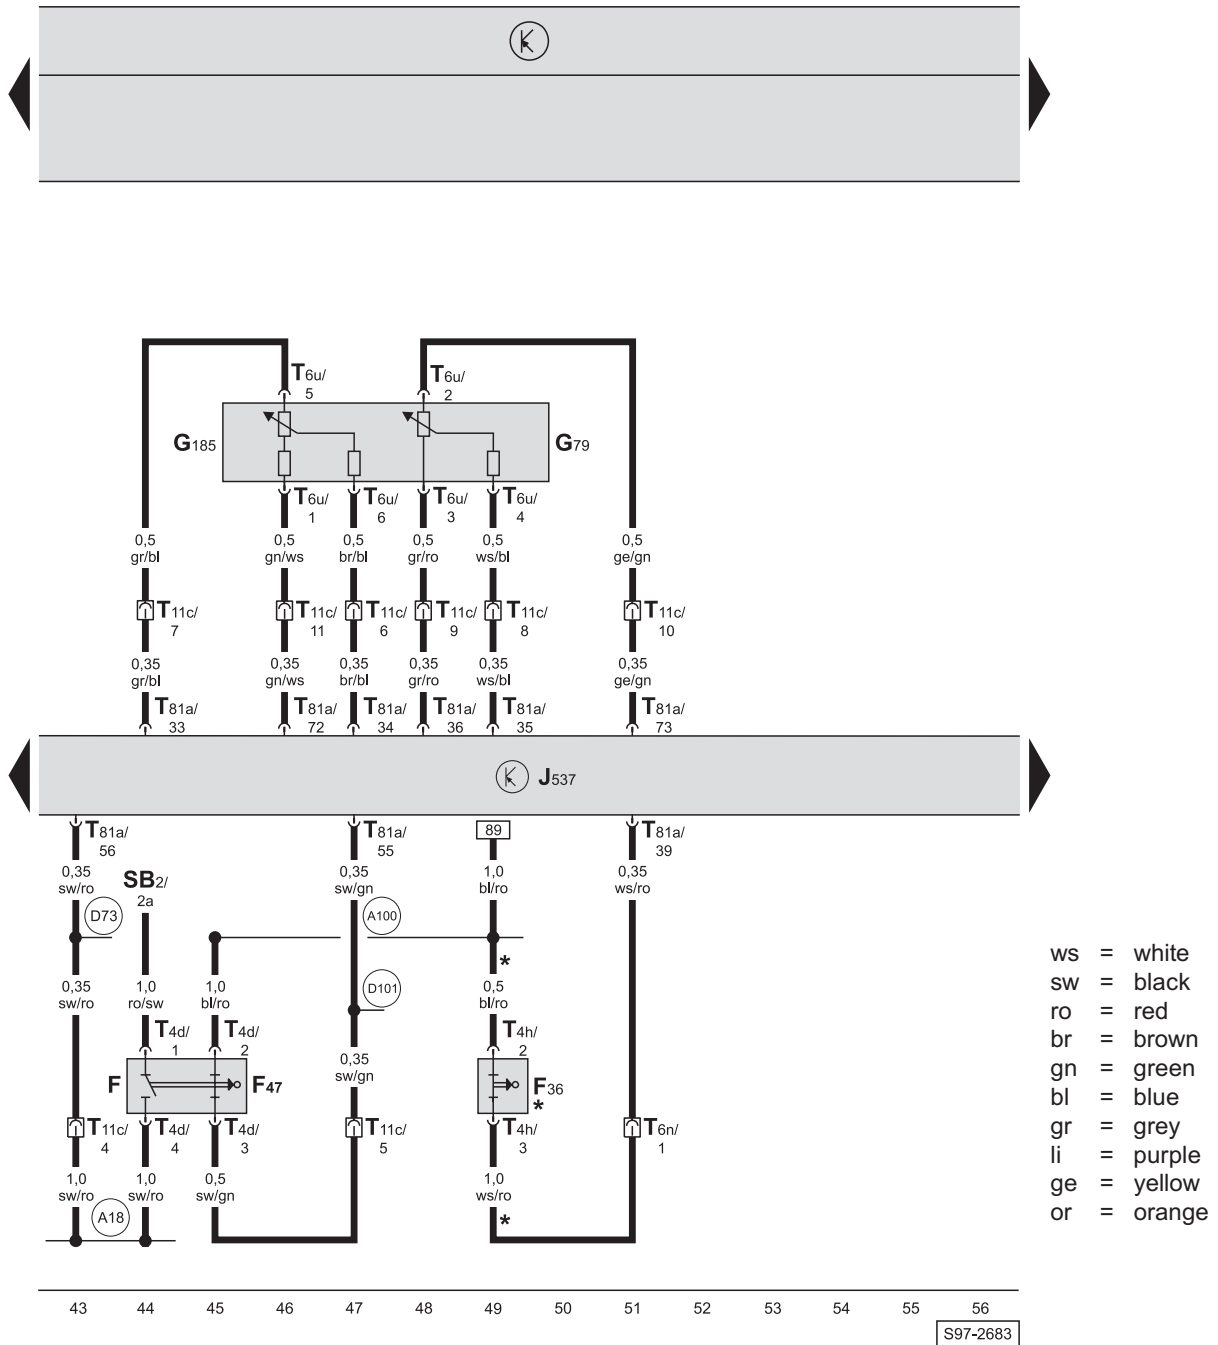 T6u/ T6u/
5 2
G185 G79
T6u/ T6u/ T6u/ T6u/
1 6 3 4
0,5 0,5 0,5 0,5 0,5 0,5
gr/bl gn/ws br/bl gr/ro ws/bl ge/gn
T11c/ T11c/ T11c/ T11c/ T11c/ T11c/
7 11 6 9 8 10
0,35 0,35 0,35 0,35 0,35 0,35
gr/bl gn/ws br/bl gr/ro ws/bl ge/gn
T81a/ T81a/ T81a/ T81a/ T81a/ T81a/
33 72 34 36 35 73
J537
T81a/ T81a/ 89 T81a/
56 55 39
0,35 SB2/ 0,35 1,0 0,35
sw/ro 2a sw/gn bl/ro ws/ro
D73 A100
*
0,35 1,0 1,0 D101 0,5
sw/ro ro/sw bl/ro bl/ro
T4d/ T4d/ T4h/
1 2 2
0,35
sw/gn
F F47 F36
*
T11c/ T4d/ T4d/ T11c/ T4h/ T6n/
4 4 3 5 3 1
1,0 1,0 0,5 1,0
sw/ro sw/ro sw/gn ws/ro
A18 *
ws = white
sw = black
ro = red
br = brown
gn = green
bl = blue
gr = grey
li = purple
ge = yellow
or = orange
43 44 45 46 47 48 49 50 51 52 53 54 55 56
S97-2683